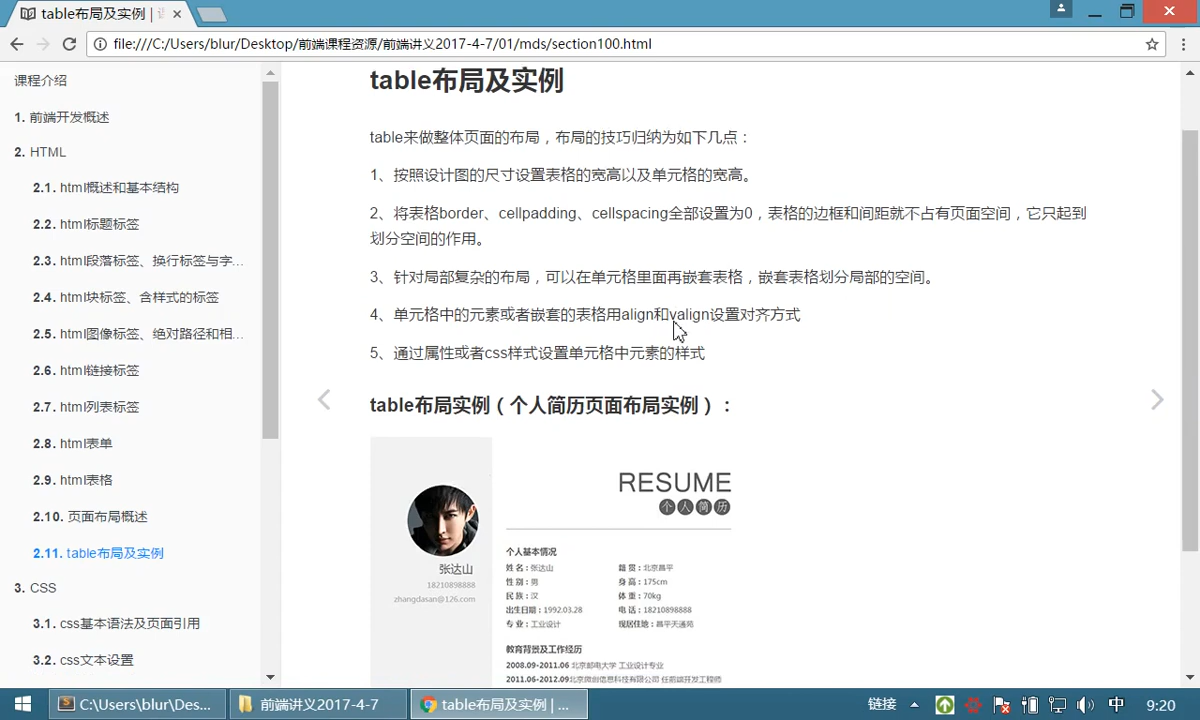 table布局及实例 |
file:///C:/Users/blur/Desktop/前端课程资源/前端讲义2017-4-7/01/mds/section100.html
课程介绍
1. 前端开发概述
2. HTML
2.1. html概述和基本结构
2.2. html标题标签
2.3. html段落标签、换行标签与字...
2.4. html块标签、含样式的标签
2.5. html图像标签、绝对路径和相...
2.6. html链接标签
2.7. html列表标签
2.8. html表单
2.9. html表格
2.10. 页面布局概述
2.11. table布局及实例
3. CSS
3.1. css基本语法及页面引用
3.2. css文本设置
table布局及实例
table来做整体页面的布局，布局的技巧归纳为如下几点：
1、按照设计图的尺寸设置表格的宽高以及单元格的宽高。
2、将表格border、cellpadding、cellspacing全部设置为0，表格的边框和间距就不占有页面空间，它只起到
划分空间的作用。
3、针对局部复杂的布局，可以在单元格里面再嵌套表格，嵌套表格划分局部的空间。
4、单元格中的元素或者嵌套的表格用align和valign设置对齐方式
5、通过属性或者css样式设置单元格中元素的样式
table布局实例（个人简历页面布局实例）：
张达山
18210898888
zhangdasan@126.com
RESUME
个人简历
个人基本情况
姓 名：张达山 籍 贯：北京昌平
性 别：男 身 高：175cm
民 族：汉 体 重：70kg
出生日期：1992.03.28 电 话：18210898888
专 业：工业设计 现居住地：昌平天通苑
教育背景及工作经历
2008.09-2011.06 北京邮电大学 工业设计专业
2011.06-2012.09北京微创信息科技有限公司 任前端开发工程师
C:\Users\blur\Des...
前端讲义2017-4-7
table布局及实例 | ...
链接
中
9:20